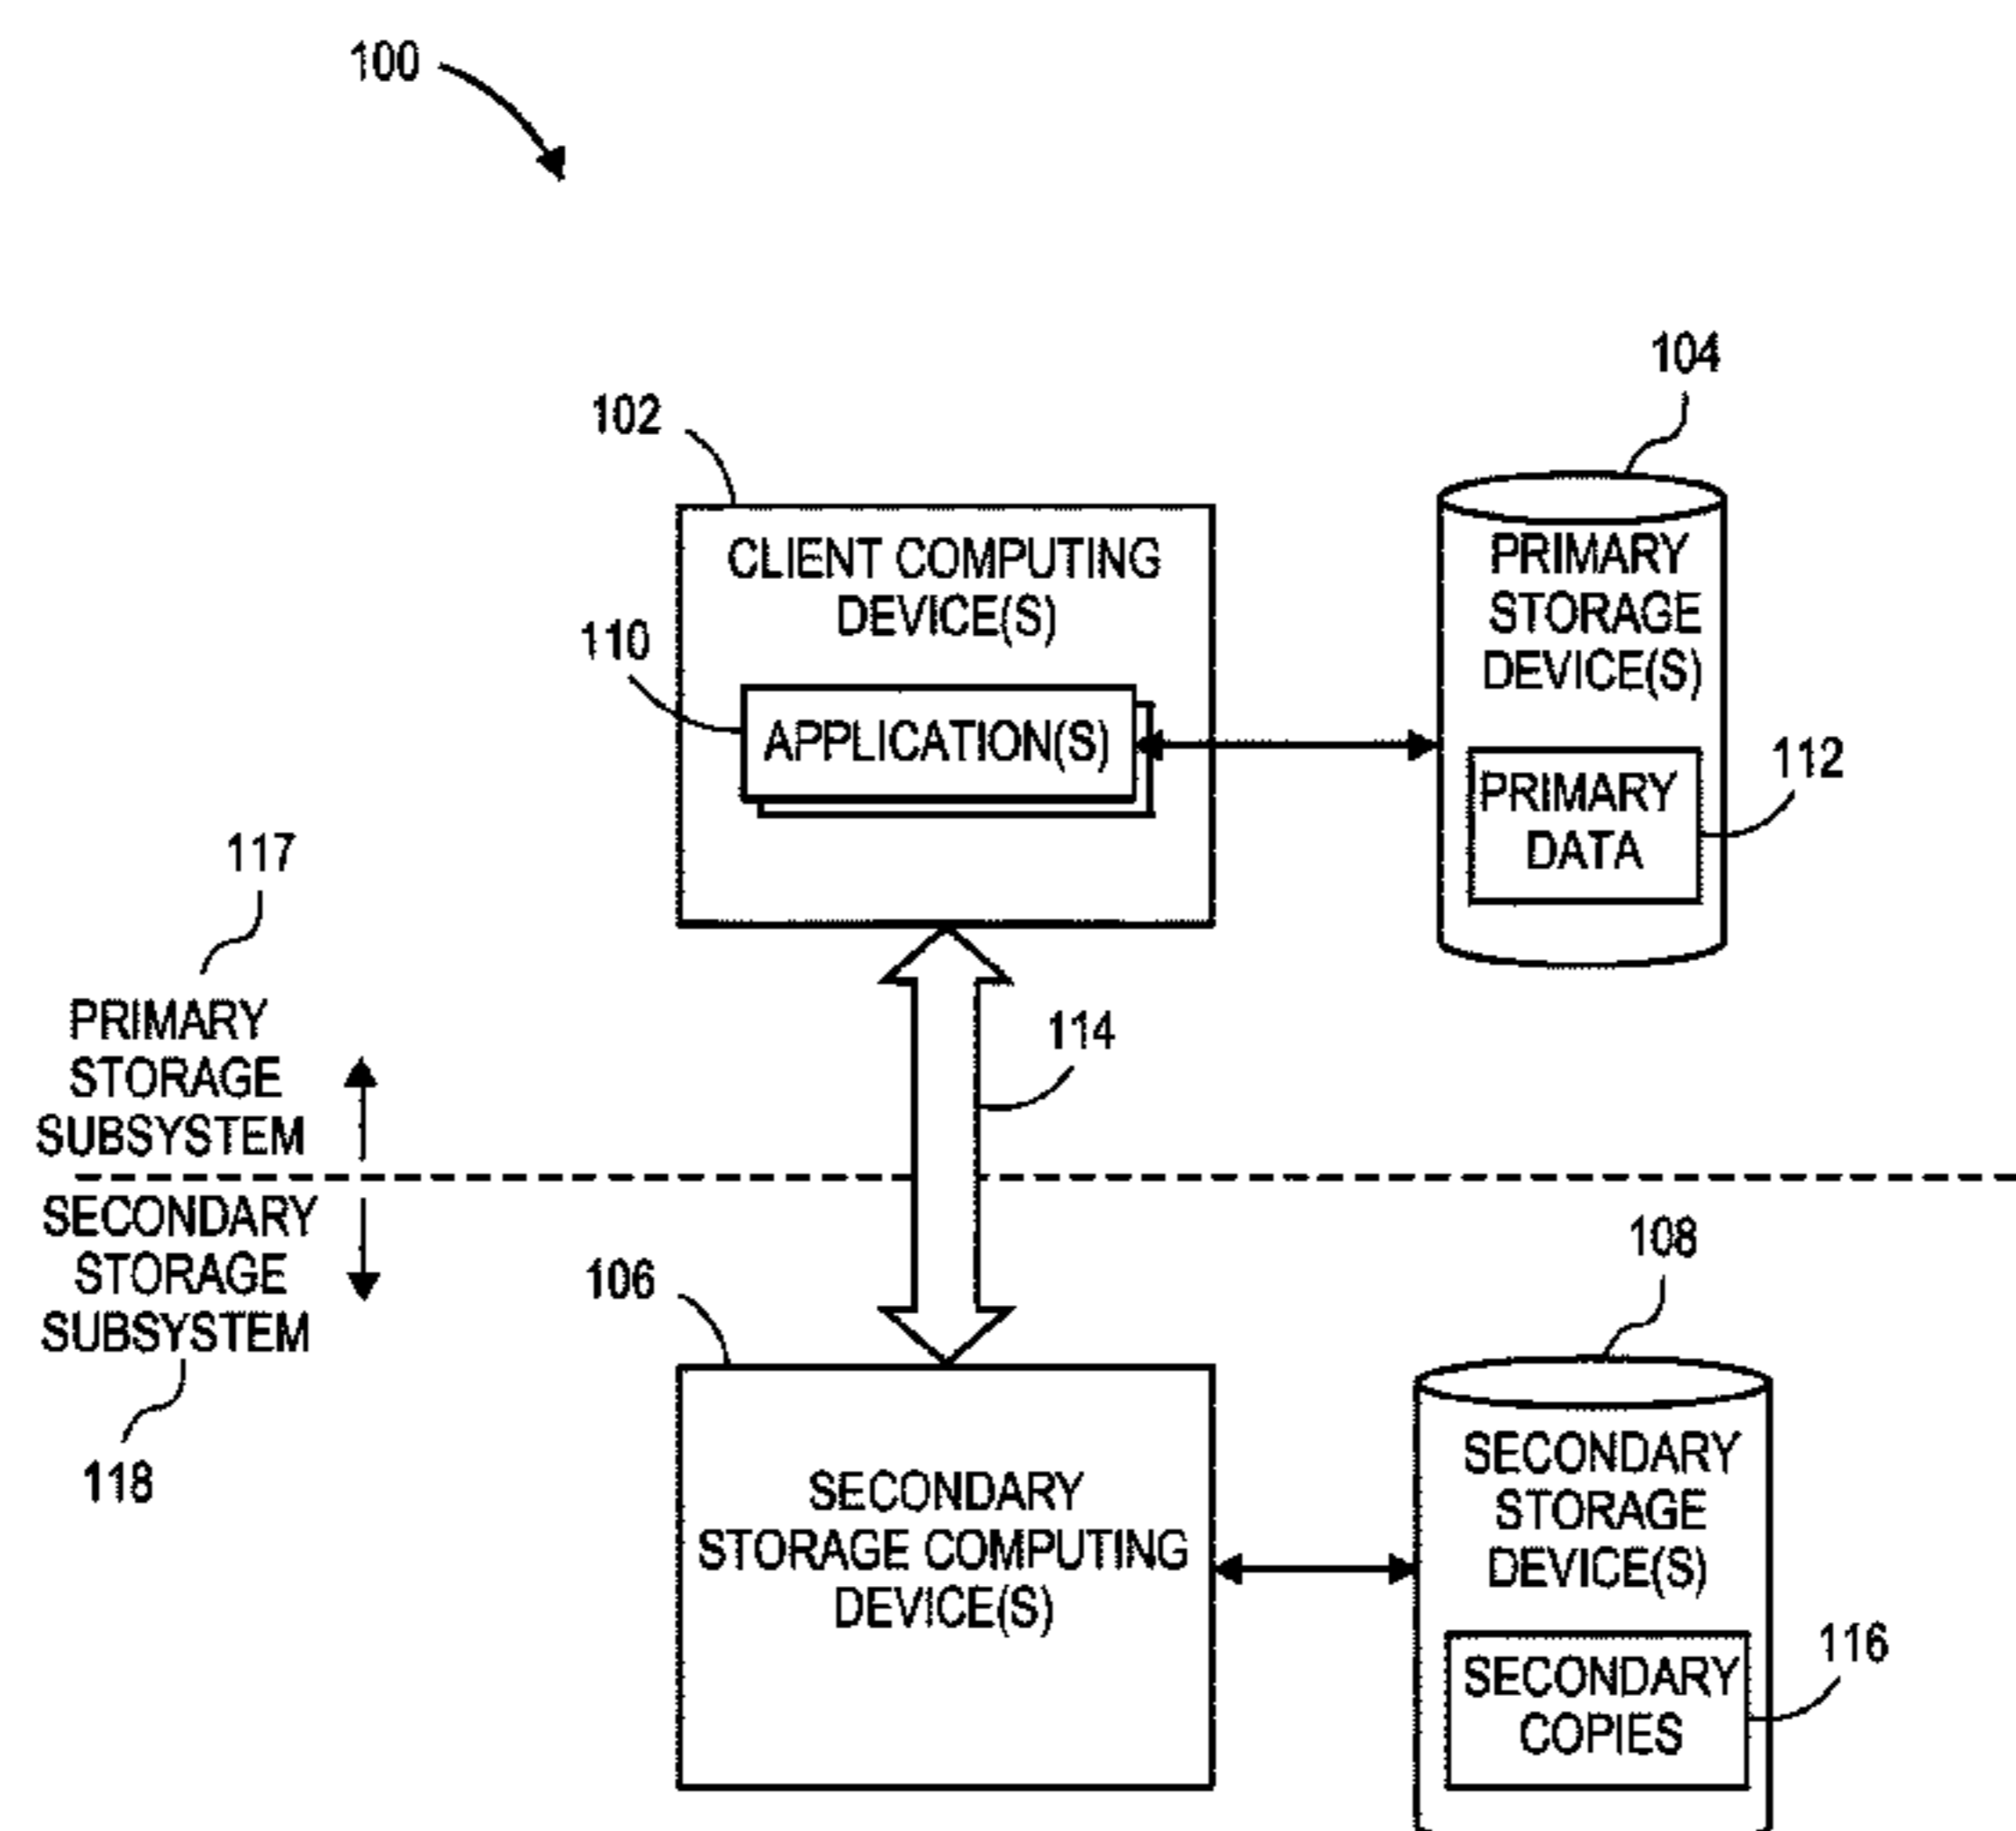 100
104
102
CLIENT COMPUTING
DEVICE(S)
110
APPLICATION(S)
PRIMARY
STORAGE
DEVICE(S)
PRIMARY
DATA
112
117
PRIMARY
STORAGE
SUBSYSTEM
114
SECONDARY
STORAGE
SUBSYSTEM
118
106
SECONDARY
STORAGE COMPUTING
DEVICE(S)
108
SECONDARY
STORAGE
DEVICE(S)
SECONDARY
COPIES
116